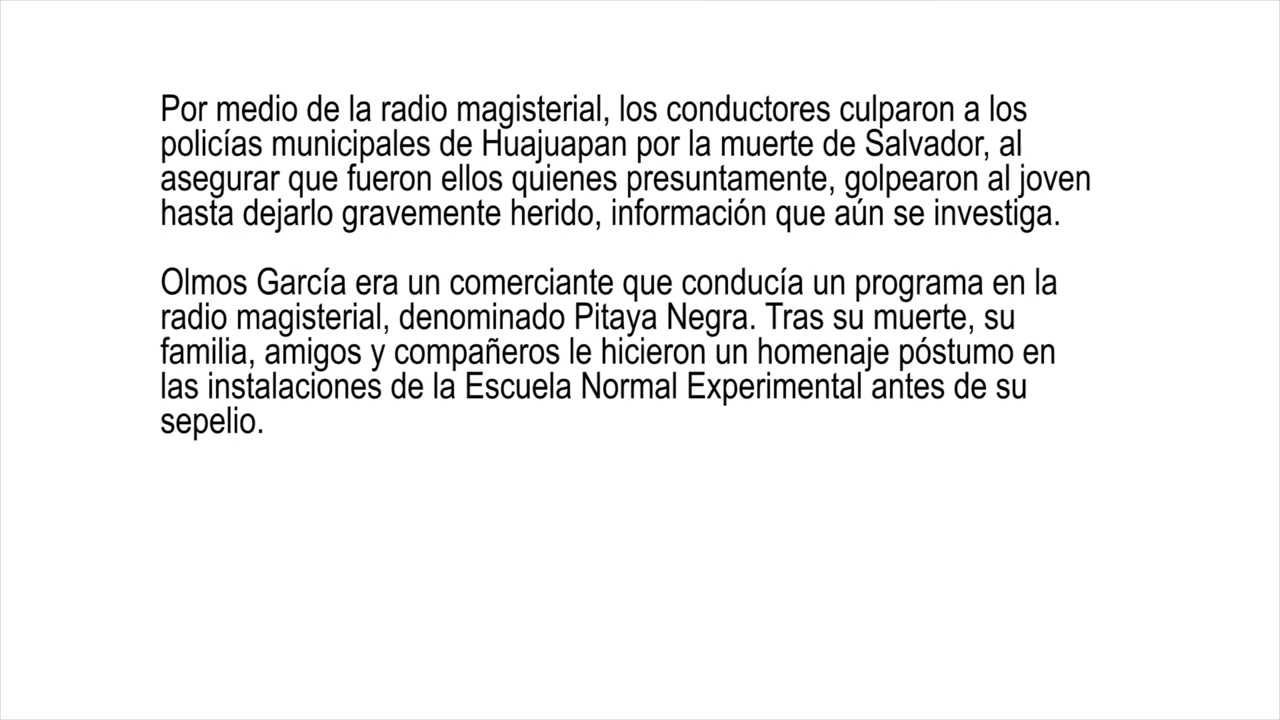 Por medio de la radio magisterial, los conductores culparon a los
policías municipales de Huajuapan por la muerte de Salvador, al
asegurar que fueron ellos quienes presuntamente, golpearon al joven
hasta dejarlo gravemente herido, información que aún se investiga.
Olmos García era un comerciante que conducía un programa en la
radio magisterial, denominado Pitaya Negra. Tras su muerte, su
familia, amigos y compañeros le hicieron un homenaje póstumo en
las instalaciones de la Escuela Normal Experimental antes de su
sepelio.